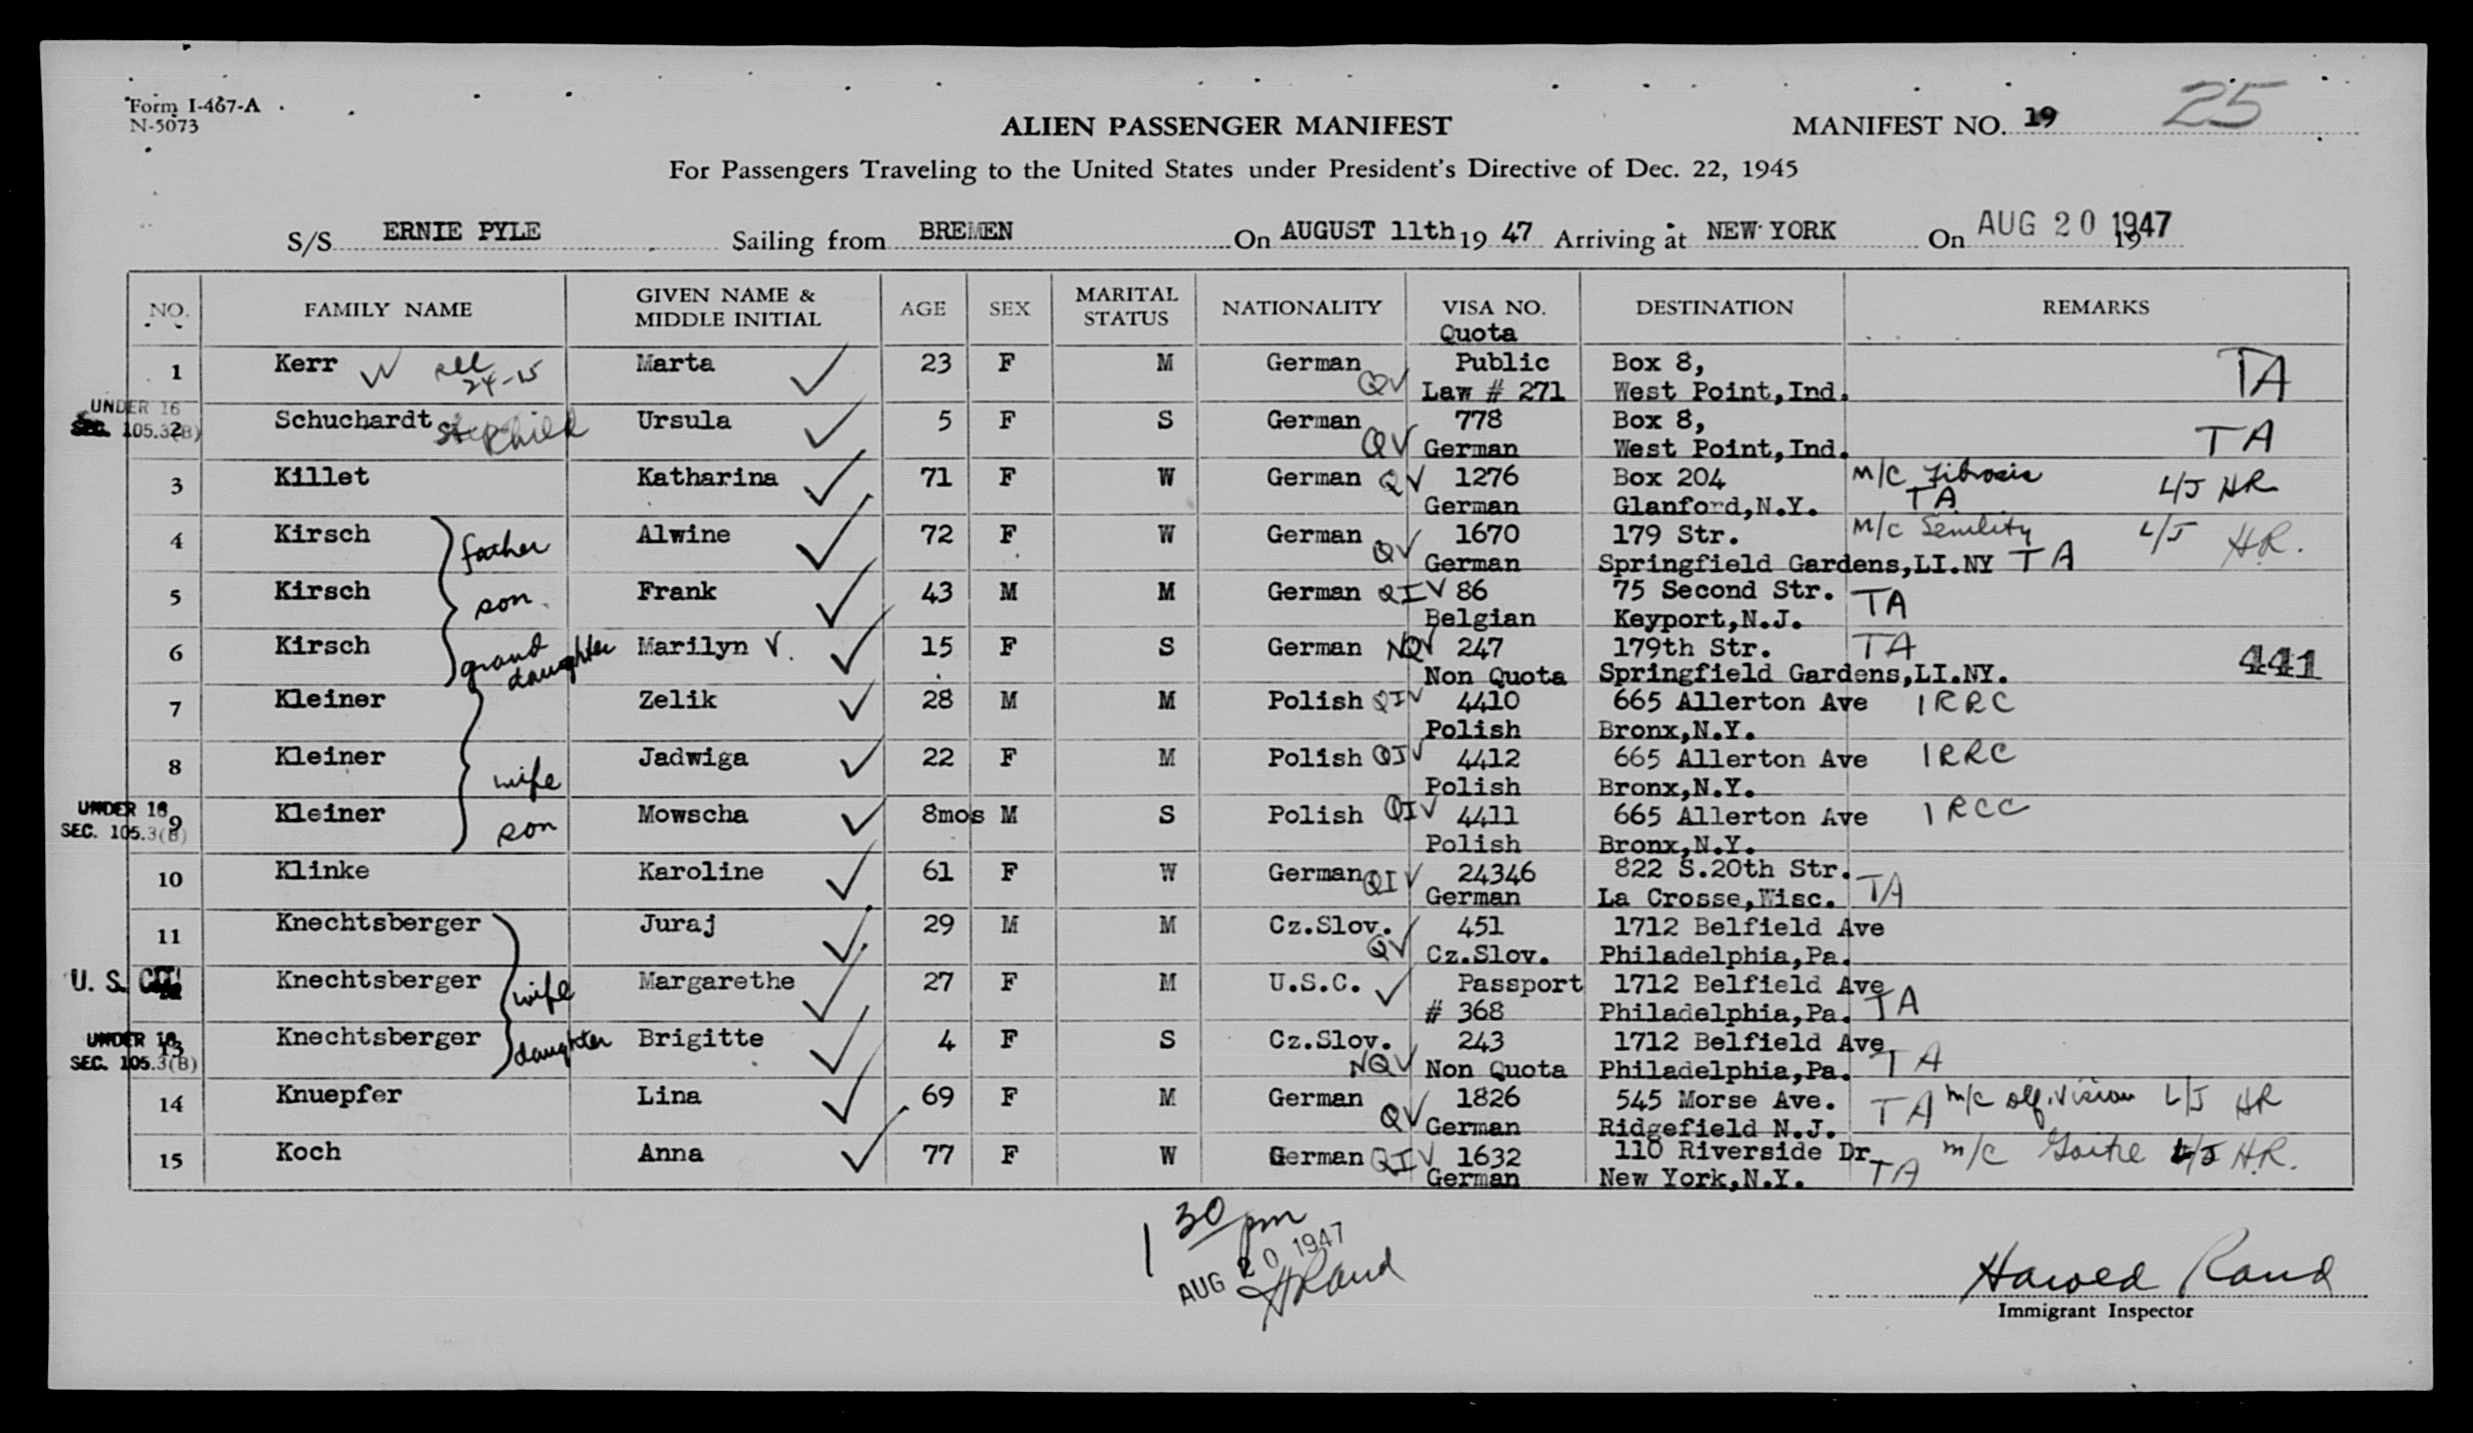 Form I-467-A
N-5073
ALIEN PASSENGER MANIFEST
MANIFEST NO. 19 25
For Passengers Traveling to the United States under President's Directive of Dec. 22, 1945
S/S ERNIE PYLE Sailing from BREMEN On AUGUST 11th 19 47 Arriving at NEW YORK On AUG 20 1947 19
NO. FAMILY NAME GIVEN NAME & MIDDLE INITIAL AGE SEX MARITAL STATUS NATIONALITY VISA NO. DESTINATION REMARKS
Quota
1 Kerr Marta 23 F M German QV Public Box 8, TA
24-15 Law # 271 West Point,Ind.
UNDER 16
SEC. 105.3(B) 2 Schuchardt stepchild Ursula 5 F S German QV 778 Box 8, TA
German West Point,Ind.
3 Killet Katharina 71 F W German QV 1276 Box 204 M/C Fibrosis L/J HR
German Glanford,N.Y. TA
4 Kirsch father Alwine 72 F W German QV 1670 179 Str. M/C Senility L/J H.R.
German Springfield Gardens,LI.NY TA
5 Kirsch son Frank 43 M M German QIV 86 75 Second Str. TA
Belgian Keyport,N.J.
6 Kirsch grand daughter Marilyn V. 15 F S German NQV 247 179th Str. TA 441
Non Quota Springfield Gardens,LI.NY.
7 Kleiner Zelik 28 M M Polish QIV 4410 665 Allerton Ave IRRC
Polish Bronx,N.Y.
8 Kleiner wife Jadwiga 22 F M Polish QIV 4412 665 Allerton Ave IRRC
Polish Bronx,N.Y.
UNDER 16
SEC. 105.3(B) 9 Kleiner son Mowscha 8mos M S Polish QIV 4411 665 Allerton Ave IRCC
Polish Bronx,N.Y.
10 Klinke Karoline 61 F W German QIV 24346 822 S.20th Str. TA
German La Crosse,Wisc.
11 Knechtsberger Juraj 29 M M Cz.Slov. QV 451 1712 Belfield Ave
Cz.Slov. Philadelphia,Pa.
U. S. CIT. Knechtsberger wife Margarethe 27 F M U.S.C. Passport 1712 Belfield Ave TA
# 368 Philadelphia,Pa.
UNDER 16
SEC. 105.3(B) 13 Knechtsberger daughter Brigitte 4 F S Cz.Slov. NQV 243 1712 Belfield Ave TA
Non Quota Philadelphia,Pa.
14 Knuepfer Lina 69 F M German QV 1826 545 Morse Ave. TA M/C vision L/J HR
German Ridgefield N.J.
15 Koch Anna 77 F W German QIV 1632 110 Riverside Dr TA m/c Goitre L/J H.R.
German New York,N.Y.
1 30 pm
AUG 20 1947
H Rand
Harold Rand
Immigrant Inspector